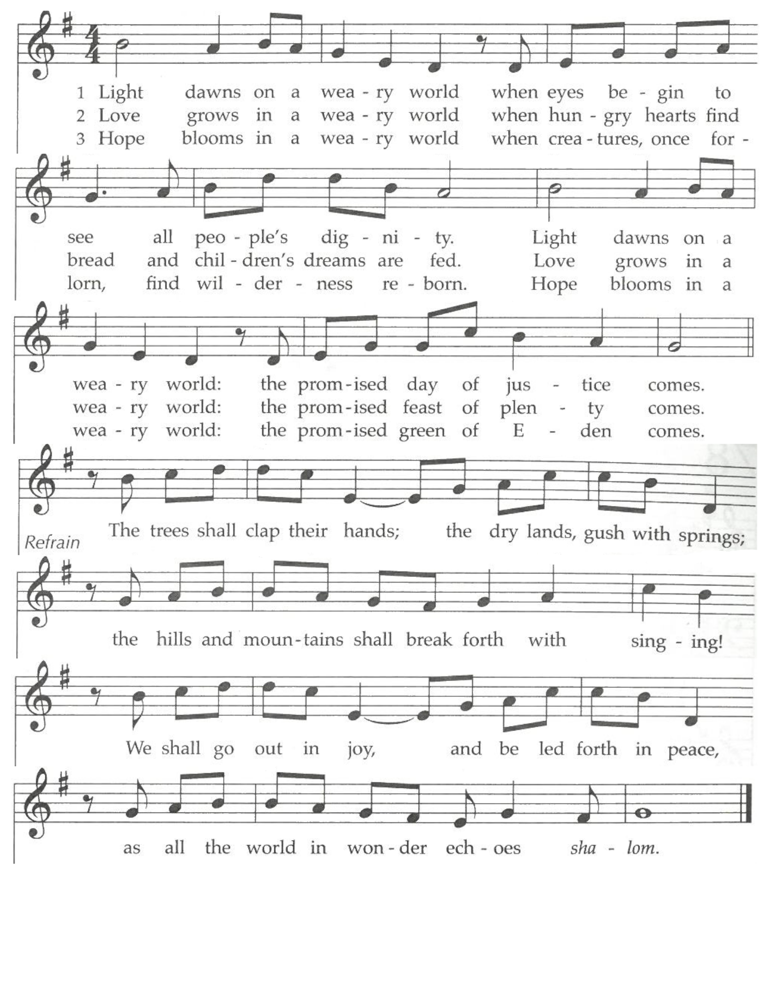 4
4
1 Light dawns on a wea - ry world when eyes be - gin to
2 Love grows in a wea - ry world when hun - gry hearts find
3 Hope blooms in a wea - ry world when crea - tures, once for -
see all peo - ple's dig - ni - ty. Light dawns on a
bread and chil - dren's dreams are fed. Love grows in a
lorn, find wil - der - ness re - born. Hope blooms in a
wea - ry world: the prom - ised day of jus - tice comes.
wea - ry world: the prom - ised feast of plen - ty comes.
wea - ry world: the prom - ised green of E - den comes.
The trees shall clap their hands; the dry lands, gush with springs;
Refrain
the hills and moun - tains shall break forth with sing - ing!
We shall go out in joy, and be led forth in peace,
as all the world in won - der ech - oes sha - lom.